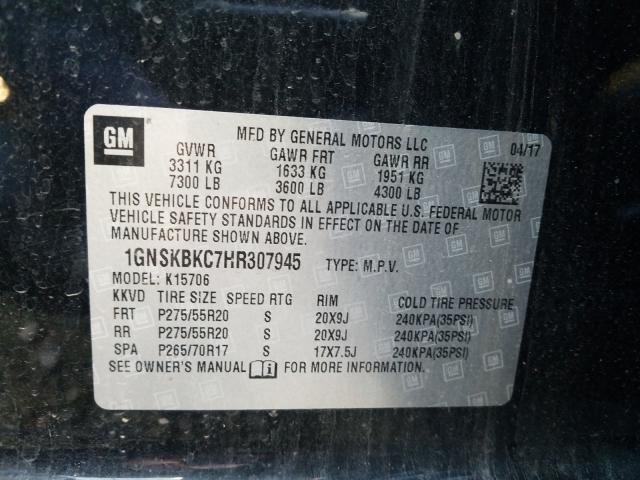 GM
MFD BY GENERAL MOTORS LLC 04/17
GVWR GAWR FRT GAWR RR
3311 KG 1633 KG 1951 KG
7300 LB 3600 LB 4300 LB
THIS VEHICLE CONFORMS TO ALL APPLICABLE U.S. FEDERAL MOTOR
VEHICLE SAFETY STANDARDS IN EFFECT ON THE DATE OF
MANUFACTURE SHOWN ABOVE.
1GNSKBKC7HR307945 TYPE: M.P.V.
MODEL: K15706
KKVD TIRE SIZE SPEED RTG RIM COLD TIRE PRESSURE
FRT P275/55R20 S 20X9J 240KPA(35PSI)
RR P275/55R20 S 20X9J 240KPA(35PSI)
SPA P265/70R17 S 17X7.5J 240KPA(35PSI)
SEE OWNER'S MANUAL FOR MORE INFORMATION.